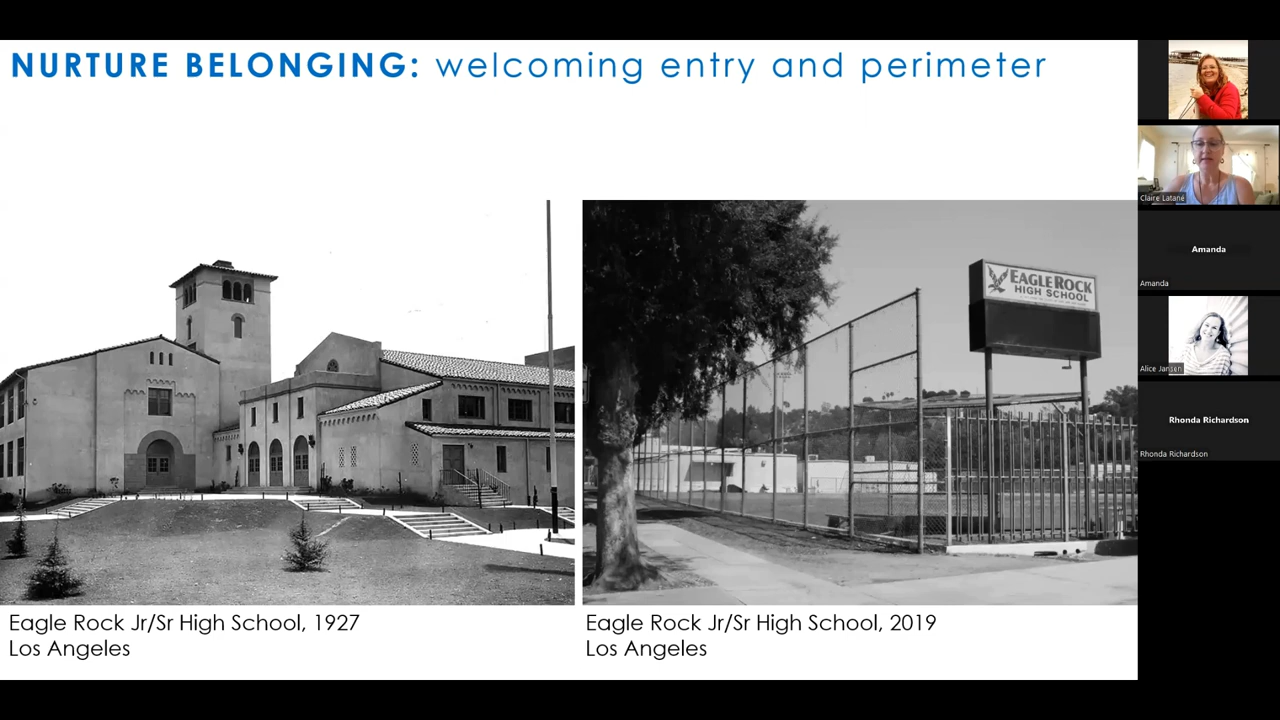 NURTURE BELONGING: welcoming entry and perimeter
EAGLE ROCK
HIGH SCHOOL
Eagle Rock Jr/Sr High School, 1927
Los Angeles
Eagle Rock Jr/Sr High School, 2019
Los Angeles
Claire Latané
Amanda
Amanda
Alice Jansen
Rhonda Richardson
Rhonda Richardson